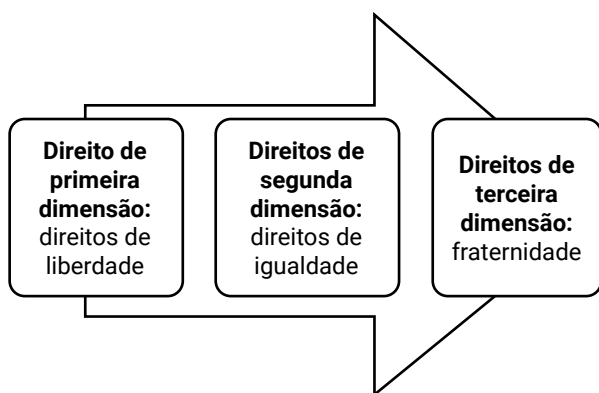 Direito de
primeira
dimensão:
direitos de
liberdade
Direitos de
segunda
dimensão:
direitos de
igualdade
Direitos de
terceira
dimensão:
fraternidade